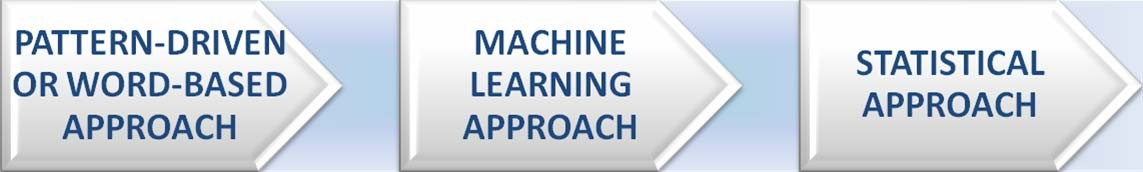 PATTERN-DRIVEN
OR WORD-BASED
APPROACH
MACHINE
LEARNING
APPROACH
STATISTICAL
APPROACH